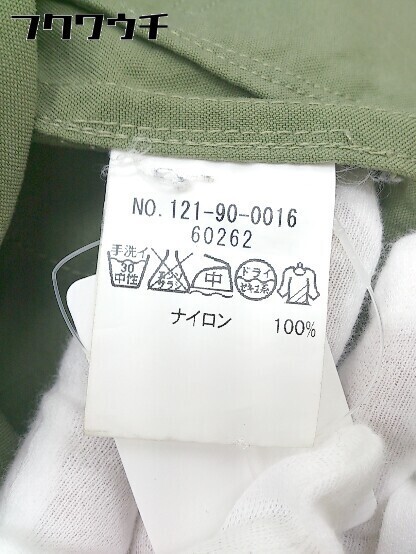 フクワウチ
NO. 121-90-0016
60262
手洗イ
30
中性
エンソ
サラシ
中
ドライ
セキユ系
ナイロン 100%